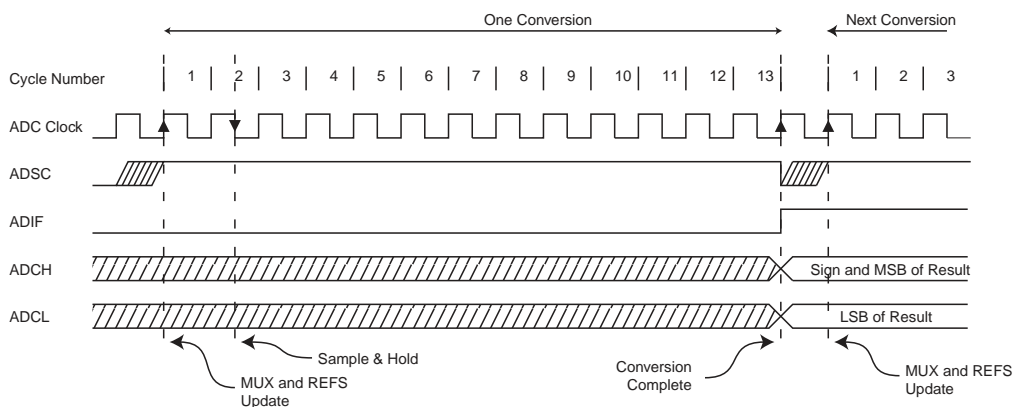 One Conversion Next Conversion
Cycle Number 1 2 3 4 5 6 7 8 9 10 11 12 13 1 2 3
ADC Clock
ADSC
ADIF
ADCH Sign and MSB of Result
ADCL LSB of Result
MUX and REFS
Update
Sample & Hold
Conversion
Complete
MUX and REFS
Update